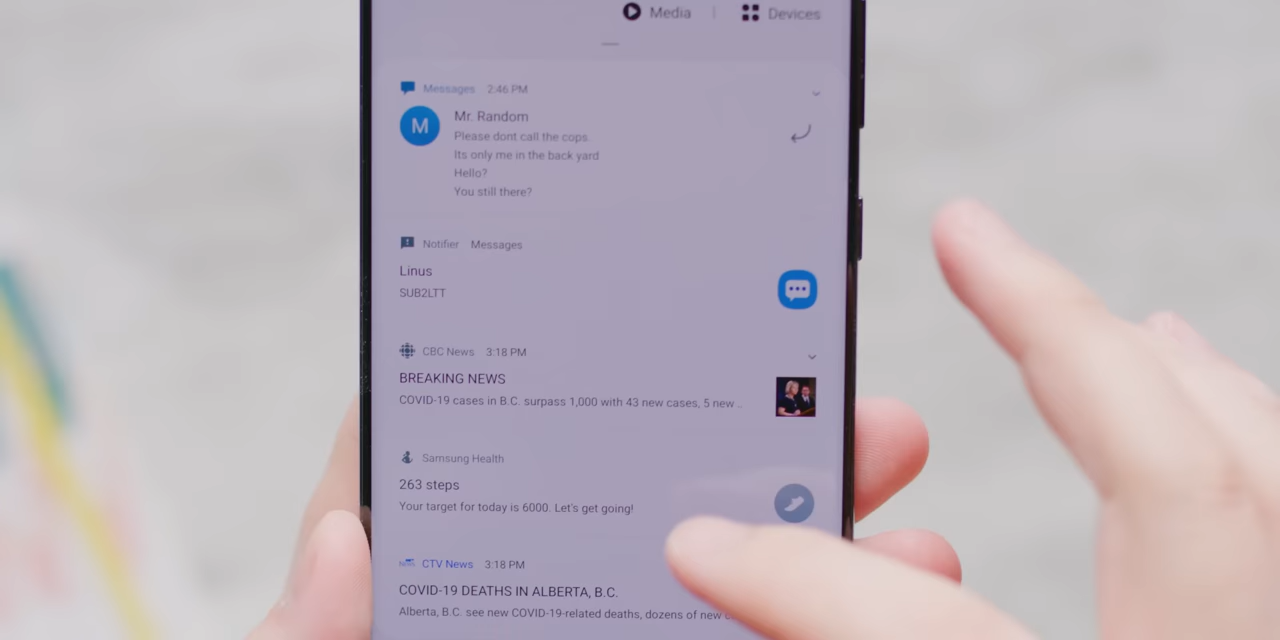 Media | Devices
Messages 2:46 PM
M
Mr. Random
Please dont call the cops.
Its only me in the back yard
Hello?
You still there?
Notifier Messages
Linus
SUB2LTT
CBC News 3:18 PM
BREAKING NEWS
COVID-19 cases in B.C. surpass 1,000 with 43 new cases, 5 new ..
Samsung Health
263 steps
Your target for today is 6000. Let's get going!
CTV News 3:18 PM
COVID-19 DEATHS IN ALBERTA, B.C.
Alberta, B.C. see new COVID-19-related deaths, dozens of new